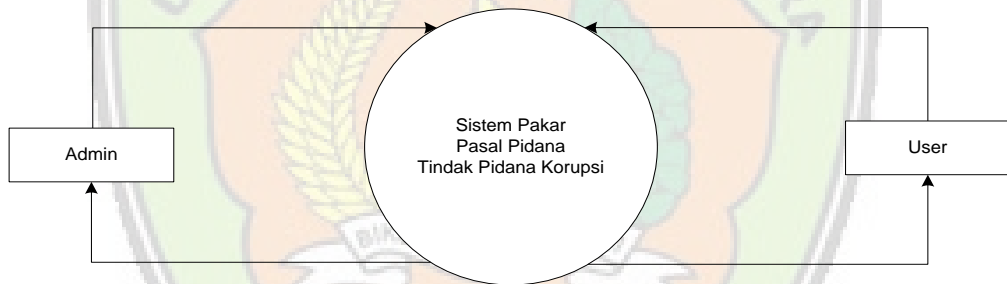 Sistem Pakar
Pasal Pidana
Tindak Pidana Korupsi
Admin
User